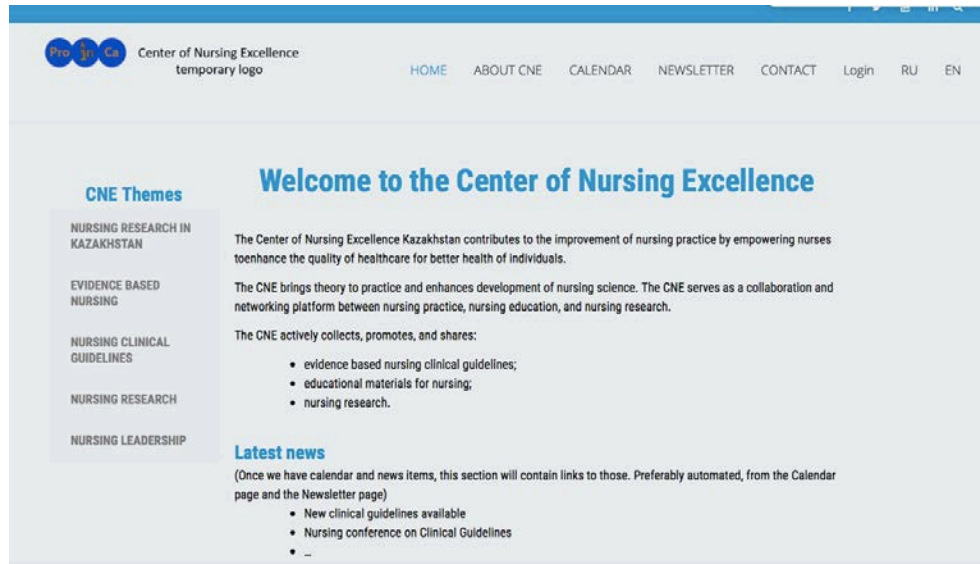 Pro in Ca
Center of Nursing Excellence
temporary logo
HOME ABOUT CNE CALENDAR NEWSLETTER CONTACT Login RU EN
CNE Themes
NURSING RESEARCH IN
KAZAKHSTAN
EVIDENCE BASED
NURSING
NURSING CLINICAL
GUIDELINES
NURSING RESEARCH
NURSING LEADERSHIP
Welcome to the Center of Nursing Excellence
The Center of Nursing Excellence Kazakhstan contributes to the improvement of nursing practice by empowering nurses
toenhance the quality of healthcare for better health of individuals.
The CNE brings theory to practice and enhances development of nursing science. The CNE serves as a collaboration and
networking platform between nursing practice, nursing education, and nursing research.
The CNE actively collects, promotes, and shares:
• evidence based nursing clinical guidelines;
• educational materials for nursing;
• nursing research.
Latest news
(Once we have calendar and news items, this section will contain links to those. Preferably automated, from the Calendar
page and the Newsletter page)
• New clinical guidelines available
• Nursing conference on Clinical Guidelines
• ...